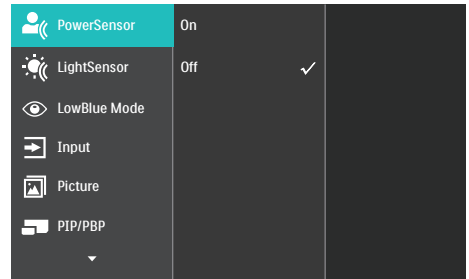 PowerSensor
On
LightSensor
Off
LowBlue Mode
Input
Picture
PIP/PBP